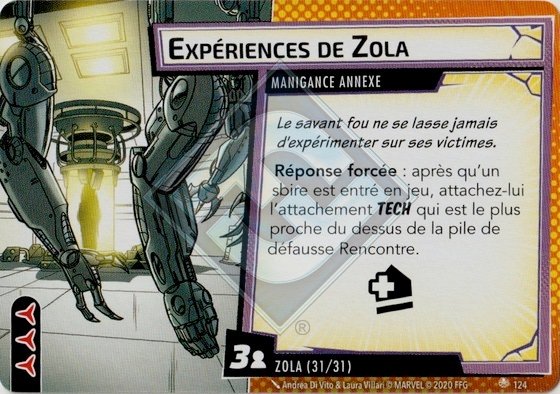 EXPÉRIENCES DE ZOLA
MANIGANCE ANNEXE
Le savant fou ne se lasse jamais
d'expérimenter sur ses victimes.
Réponse forcée : après qu'un
sbire est entré en jeu, attachez-lui
l'attachement TECH qui est le plus
proche du dessus de la pile de
défausse Rencontre.
3
ZOLA (31/31)
Andrea Di Vito & Laura Villari © MARVEL © 2020 FFG 124
®